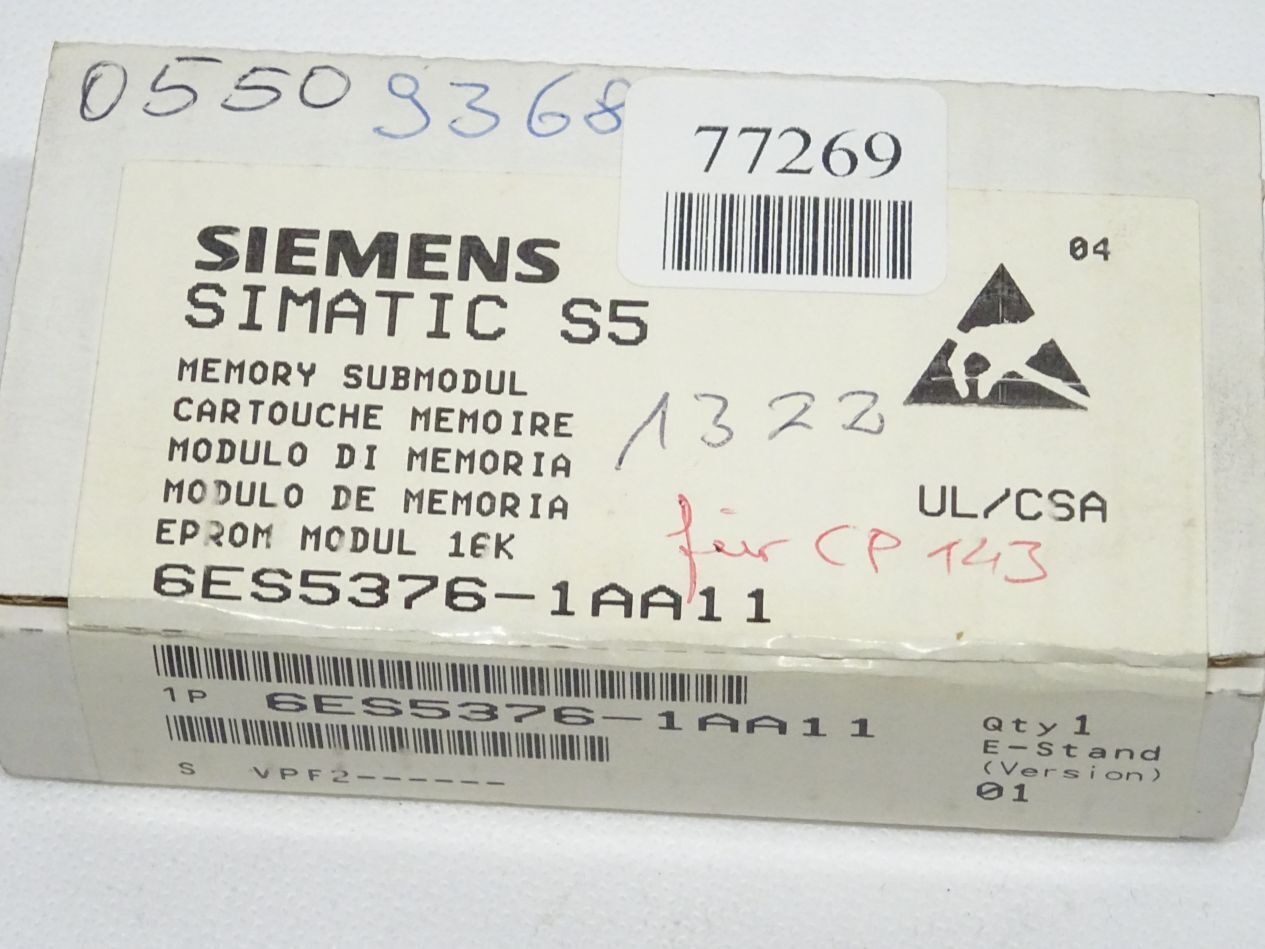 0550 9368
77269
SIEMENS
04
SIMATIC S5
MEMORY SUBMODUL
CARTOUCHE MEMOIRE
1322
MODULO DI MEMORIA
MODULO DE MEMORIA
UL/CSA
EPROM MODUL 16K
für CP 143
6ES5376-1AA11
1P 6ES5376-1AA11
Qty 1
E-Stand
(Version)
S VPF2------
01